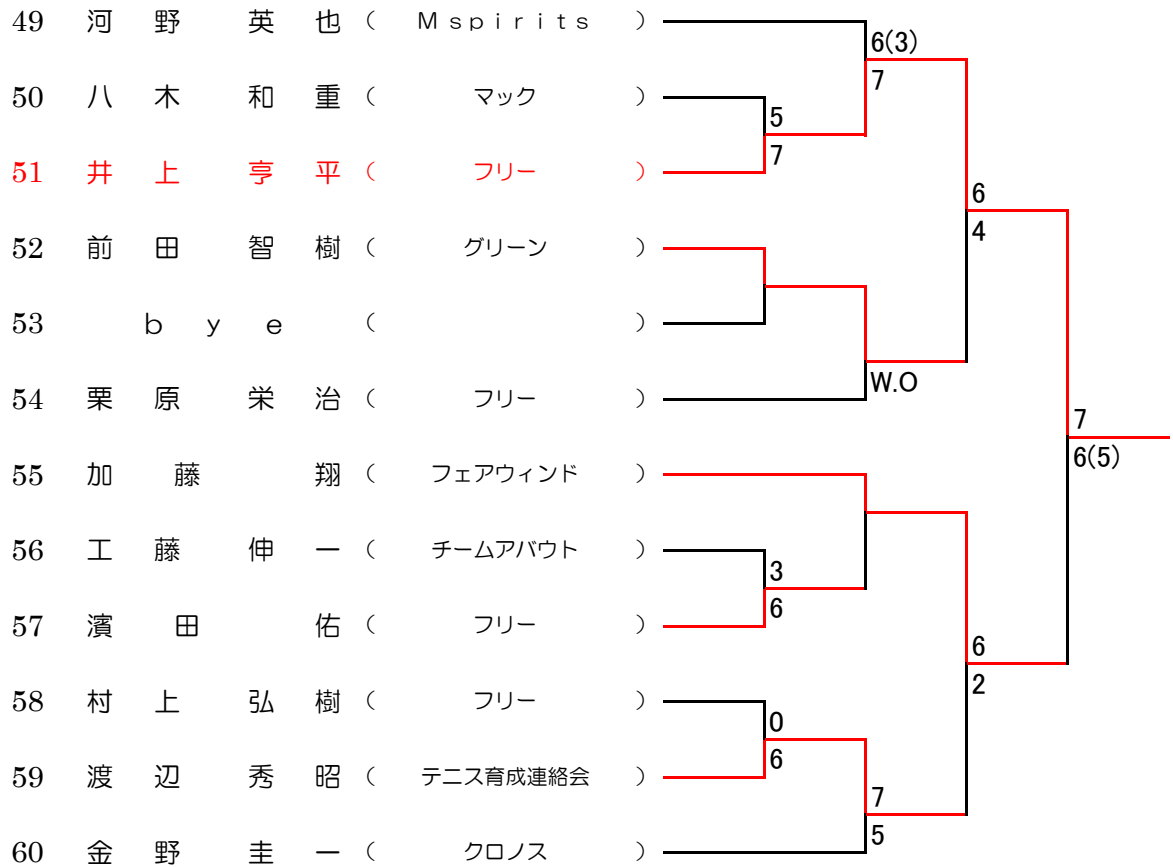 49 河野 英也 ( Mspirits )
6(3)
50 八木 和重 ( マック )
7
5
7
51 井上 亨平 ( フリー )
6
52 前田 智樹 ( グリーン )
4
53 bye ( )
W.O
54 栗原 栄治 ( フリー )
7
6(5)
55 加藤 翔 ( フェアウィンド )
56 工藤 伸一 ( チームアバウト )
3
6
57 濱田 佑 ( フリー )
6
2
58 村上 弘樹 ( フリー )
0
6
59 渡辺 秀昭 ( テニス育成連絡会 )
7
5
60 金野 圭一 ( クロノス )